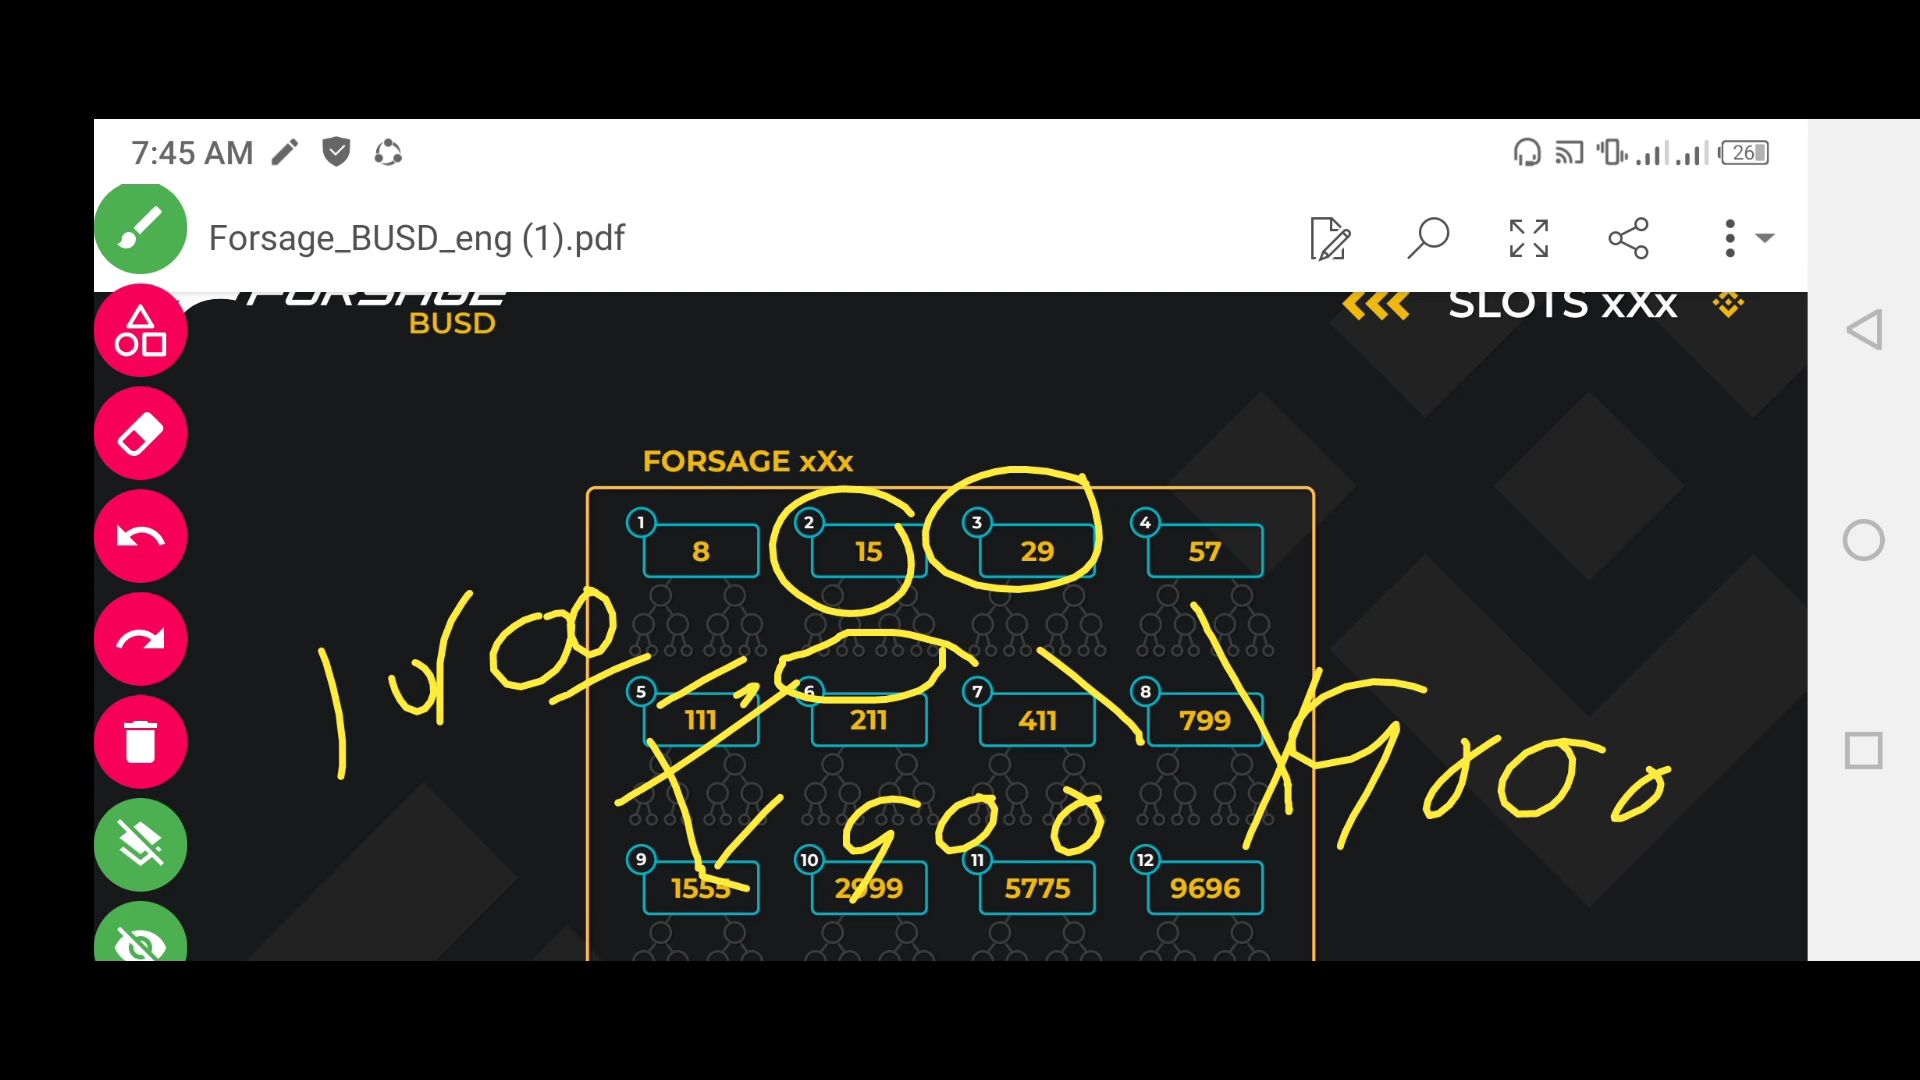 7:45 AM
26
Forsage_BUSD_eng (1).pdf
FORSAGE
BUSD
SLOTS xXx
FORSAGE xXx
1 2 3 4
8 15 29 57
5 6 7 8
111 211 411 799
9 10 11 12
1555 2999 5775 9696